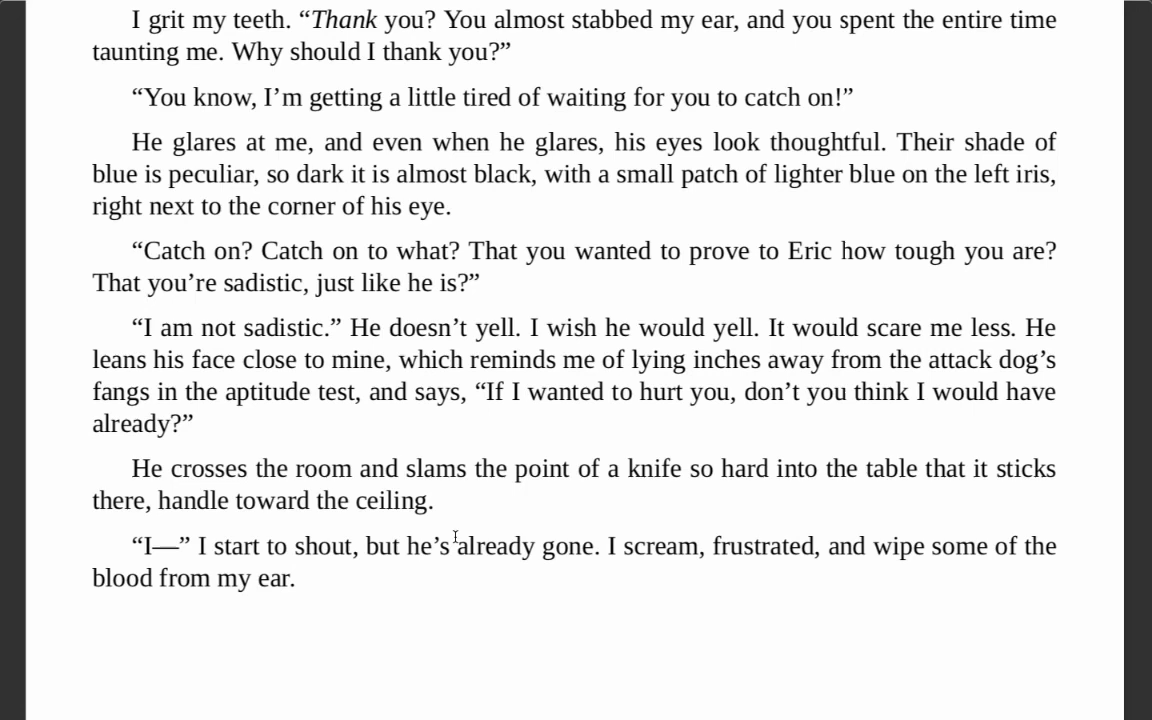 I grit my teeth. “Thank you? You almost stabbed my ear, and you spent the entire time
taunting me. Why should I thank you?”
“You know, I’m getting a little tired of waiting for you to catch on!”
He glares at me, and even when he glares, his eyes look thoughtful. Their shade of
blue is peculiar, so dark it is almost black, with a small patch of lighter blue on the left iris,
right next to the corner of his eye.
“Catch on? Catch on to what? That you wanted to prove to Eric how tough you are?
That you’re sadistic, just like he is?”
“I am not sadistic.” He doesn’t yell. I wish he would yell. It would scare me less. He
leans his face close to mine, which reminds me of lying inches away from the attack dog’s
fangs in the aptitude test, and says, “If I wanted to hurt you, don’t you think I would have
already?”
He crosses the room and slams the point of a knife so hard into the table that it sticks
there, handle toward the ceiling.
“I—” I start to shout, but he’s already gone. I scream, frustrated, and wipe some of the
blood from my ear.